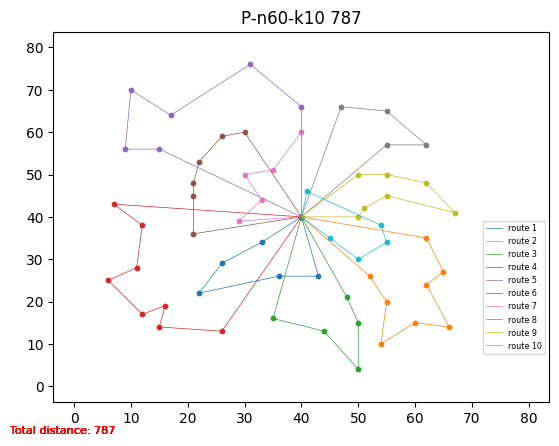 P-n60-k10 787
80
70
60
50
40
30
20
10
0
0 10 20 30 40 50 60 70 80
route 1
route 2
route 3
route 4
route 5
route 6
route 7
route 8
route 9
route 10
Total distance: 787